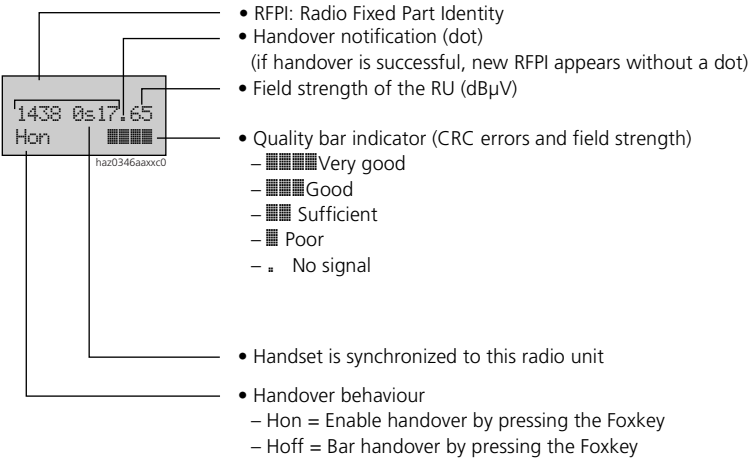 • RFPI: Radio Fixed Part Identity
• Handover notification (dot)
(if handover is successful, new RFPI appears without a dot)
• Field strength of the RU (dBµV)
1438 0s17.65
Hon
haz0346aaxxc0
• Quality bar indicator (CRC errors and field strength)
– Very good
– Good
– Sufficient
– Poor
– No signal
• Handset is synchronized to this radio unit
• Handover behaviour
– Hon = Enable handover by pressing the Foxkey
– Hoff = Bar handover by pressing the Foxkey